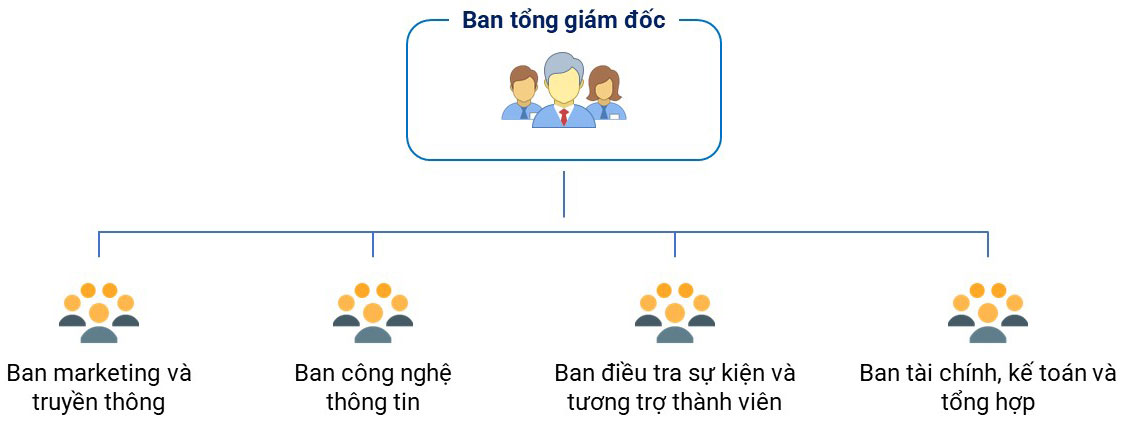 Ban tổng giám đốc
Ban marketing và
truyền thông
Ban công nghệ
thông tin
Ban điều tra sự kiện và
tương trợ thành viên
Ban tài chính, kế toán và
tổng hợp